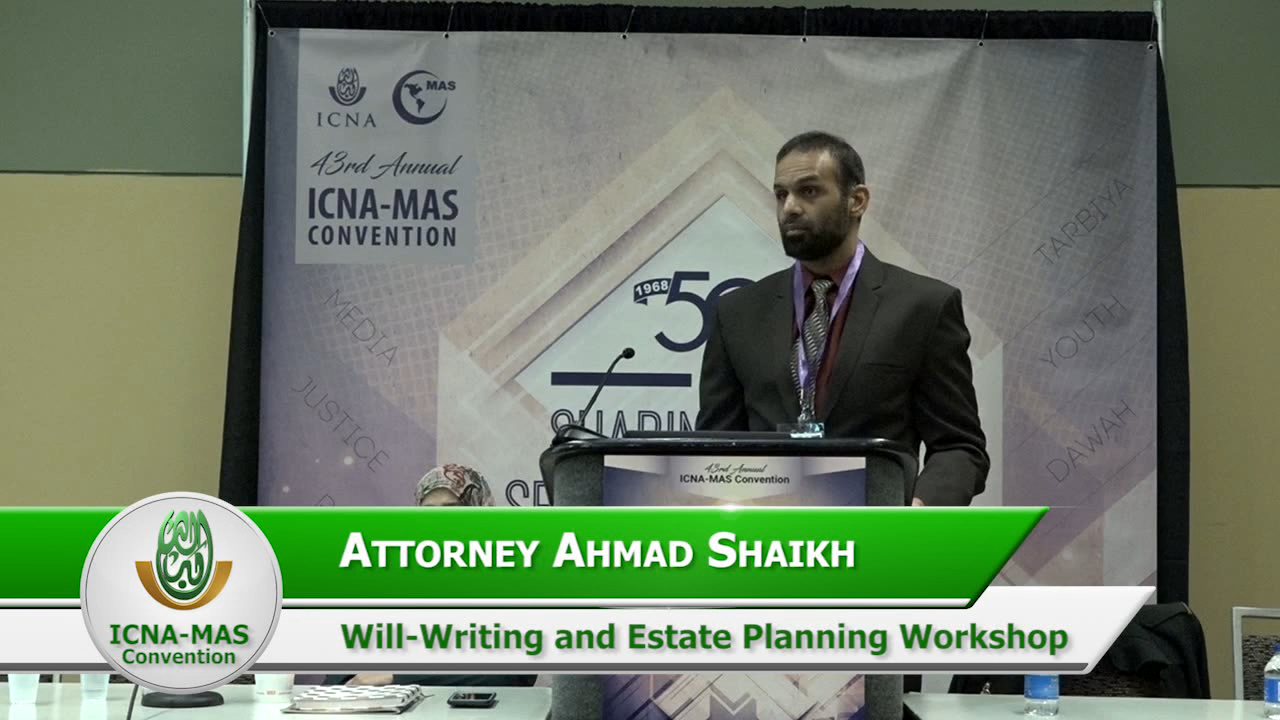 ICNA
MAS
43rd Annual
ICNA-MAS
CONVENTION
MEDIA
JUSTICE
1968
TARBIYA
YOUTH
DAWAH
43rd Annual
ICNA-MAS Convention
ATTORNEY AHMAD SHAIKH
Will-Writing and Estate Planning Workshop
ICNA-MAS
Convention